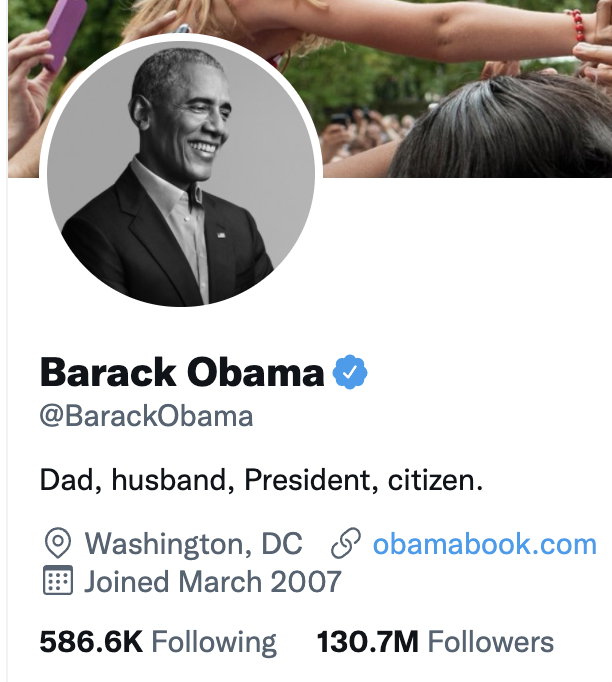 Barack Obama
@BarackObama
Dad, husband, President, citizen.
Washington, DC obamabook.com
Joined March 2007
586.6K Following 130.7M Followers